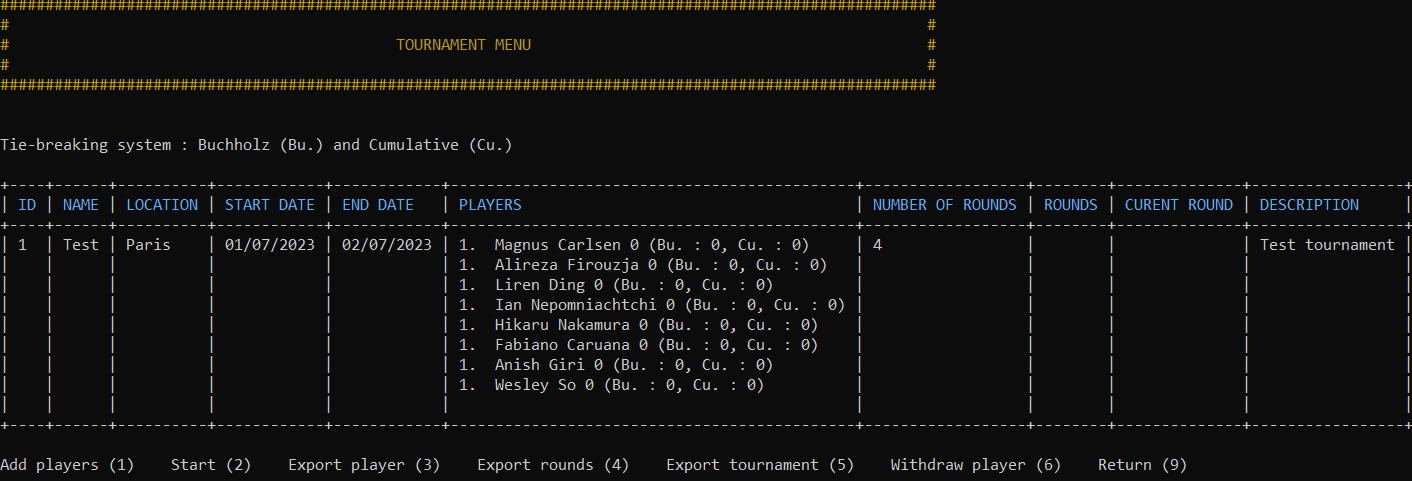 ########################################################################################################
#                                                                                                      #
#                                           TOURNAMENT MENU                                            #
#                                                                                                      #
########################################################################################################
Tie-breaking system : Buchholz (Bu.) and Cumulative (Cu.)
+----+------+----------+------------+------------+---------------------------------------------+------------------+--------+--------------+-----------------+
| ID | NAME | LOCATION | START DATE | END DATE   | PLAYERS                                     | NUMBER OF ROUNDS | ROUNDS | CURENT ROUND | DESCRIPTION     |
+----+------+----------+------------+------------+---------------------------------------------+------------------+--------+--------------+-----------------+
| 1  | Test | Paris    | 01/07/2023 | 02/07/2023 | 1.  Magnus Carlsen 0 (Bu. : 0, Cu. : 0)     | 4                |        |              | Test tournament |
|    |      |          |            |            | 1.  Alireza Firouzja 0 (Bu. : 0, Cu. : 0)   |                  |        |              |                 |
|    |      |          |            |            | 1.  Liren Ding 0 (Bu. : 0, Cu. : 0)         |                  |        |              |                 |
|    |      |          |            |            | 1.  Ian Nepomniachtchi 0 (Bu. : 0, Cu. : 0) |                  |        |              |                 |
|    |      |          |            |            | 1.  Hikaru Nakamura 0 (Bu. : 0, Cu. : 0)    |                  |        |              |                 |
|    |      |          |            |            | 1.  Fabiano Caruana 0 (Bu. : 0, Cu. : 0)    |                  |        |              |                 |
|    |      |          |            |            | 1.  Anish Giri 0 (Bu. : 0, Cu. : 0)         |                  |        |              |                 |
|    |      |          |            |            | 1.  Wesley So 0 (Bu. : 0, Cu. : 0)          |                  |        |              |                 |
|    |      |          |            |            |                                             |                  |        |              |                 |
+----+------+----------+------------+------------+---------------------------------------------+------------------+--------+--------------+-----------------+
Add players (1)    Start (2)    Export player (3)    Export rounds (4)    Export tournament (5)    Withdraw player (6)    Return (9)